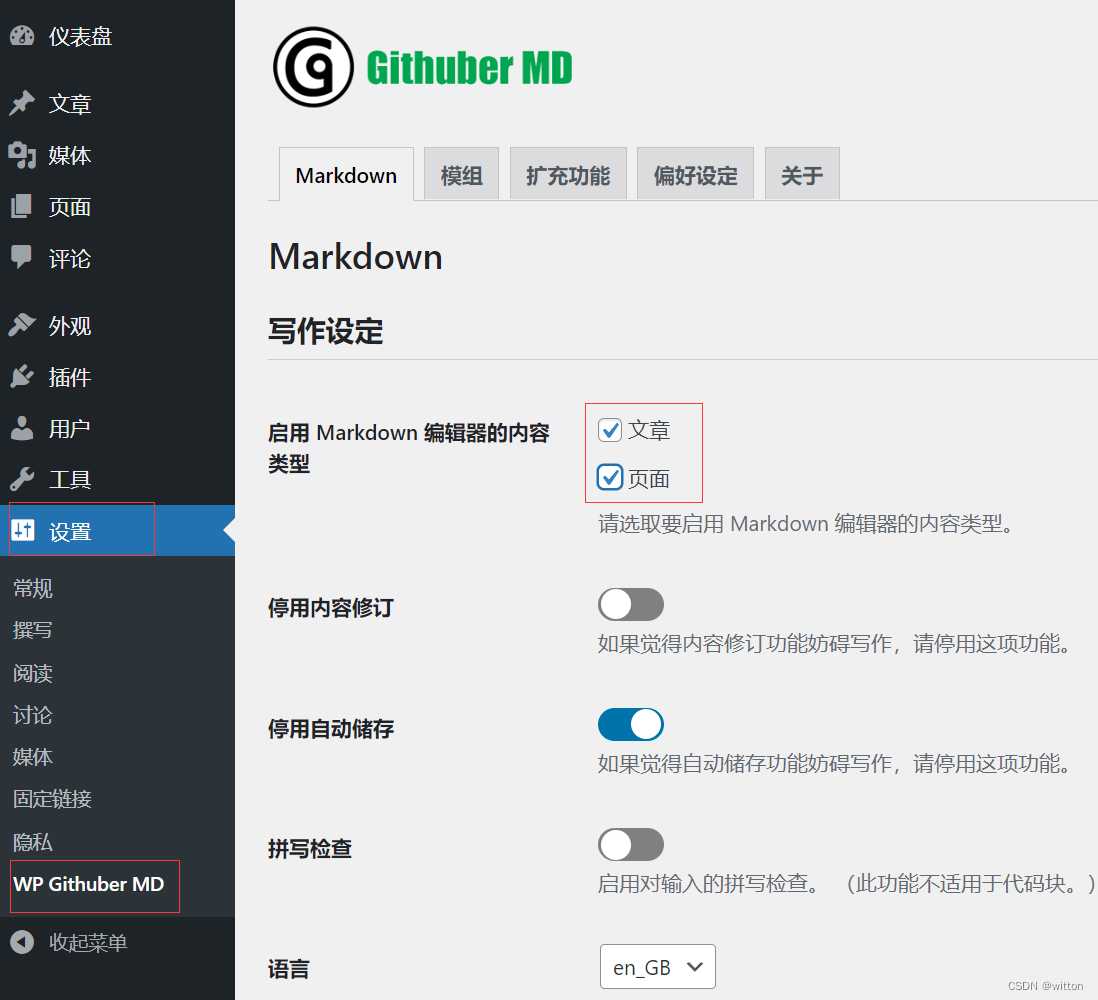 仪表盘
文章
媒体
页面
评论
外观
插件
用户
工具
设置
常规
撰写
阅读
讨论
媒体
固定链接
隐私
WP Githuber MD
收起菜单
Githuber MD
Markdown
模组
扩充功能
偏好设定
关于
Markdown
写作设定
启用 Markdown 编辑器的内容
类型
文章
页面
请选取要启用 Markdown 编辑器的内容类型。
停用内容修订
如果觉得内容修订功能妨碍写作，请停用这项功能。
停用自动储存
如果觉得自动储存功能妨碍写作，请停用这项功能。
拼写检查
启用对输入的拼写检查。 （此功能不适用于代码块。）
语言
en_GB
CSDN @witton